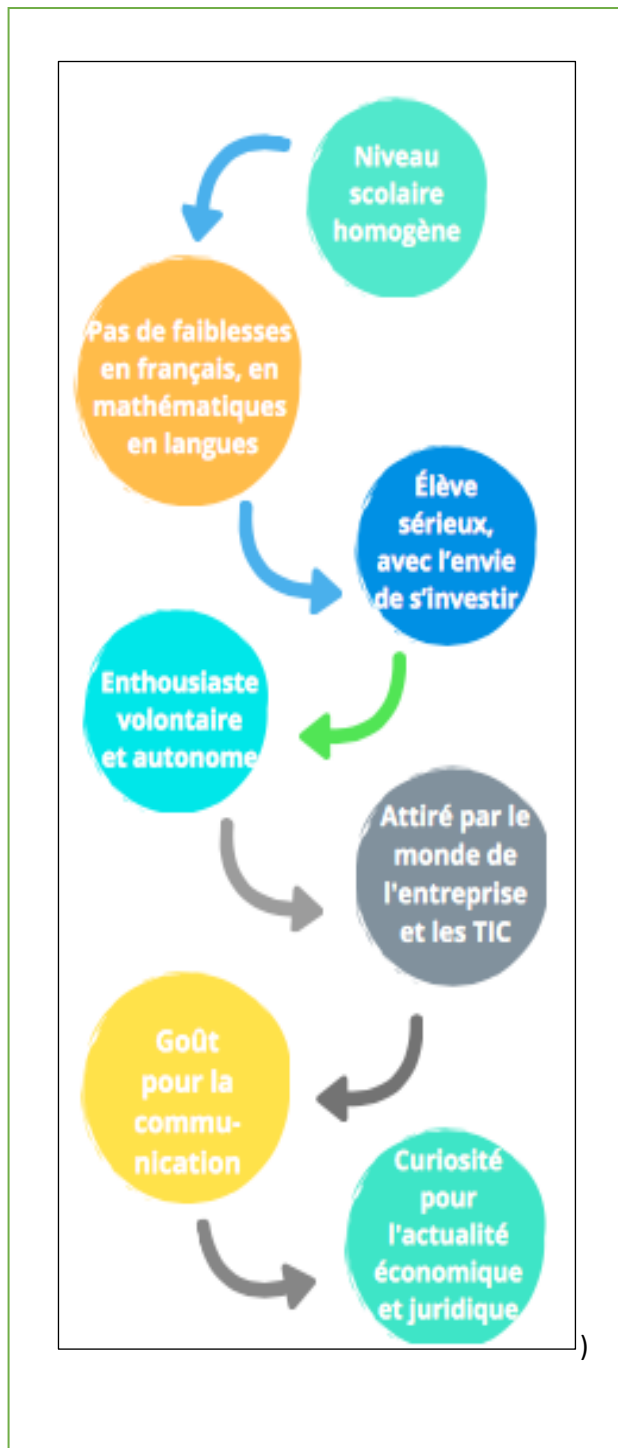 Niveau
scolaire
homogène
Pas de faiblesses
en français, en
mathématiques
en langues
Élève
sérieux,
avec l'envie
de s'investir
Enthousiaste
volontaire
et autonome
Attiré par le
monde de
l'entreprise
et les TIC
Goût
pour la
commu-
nication
Curiosité
pour
l'actualité
économique
et juridique
)